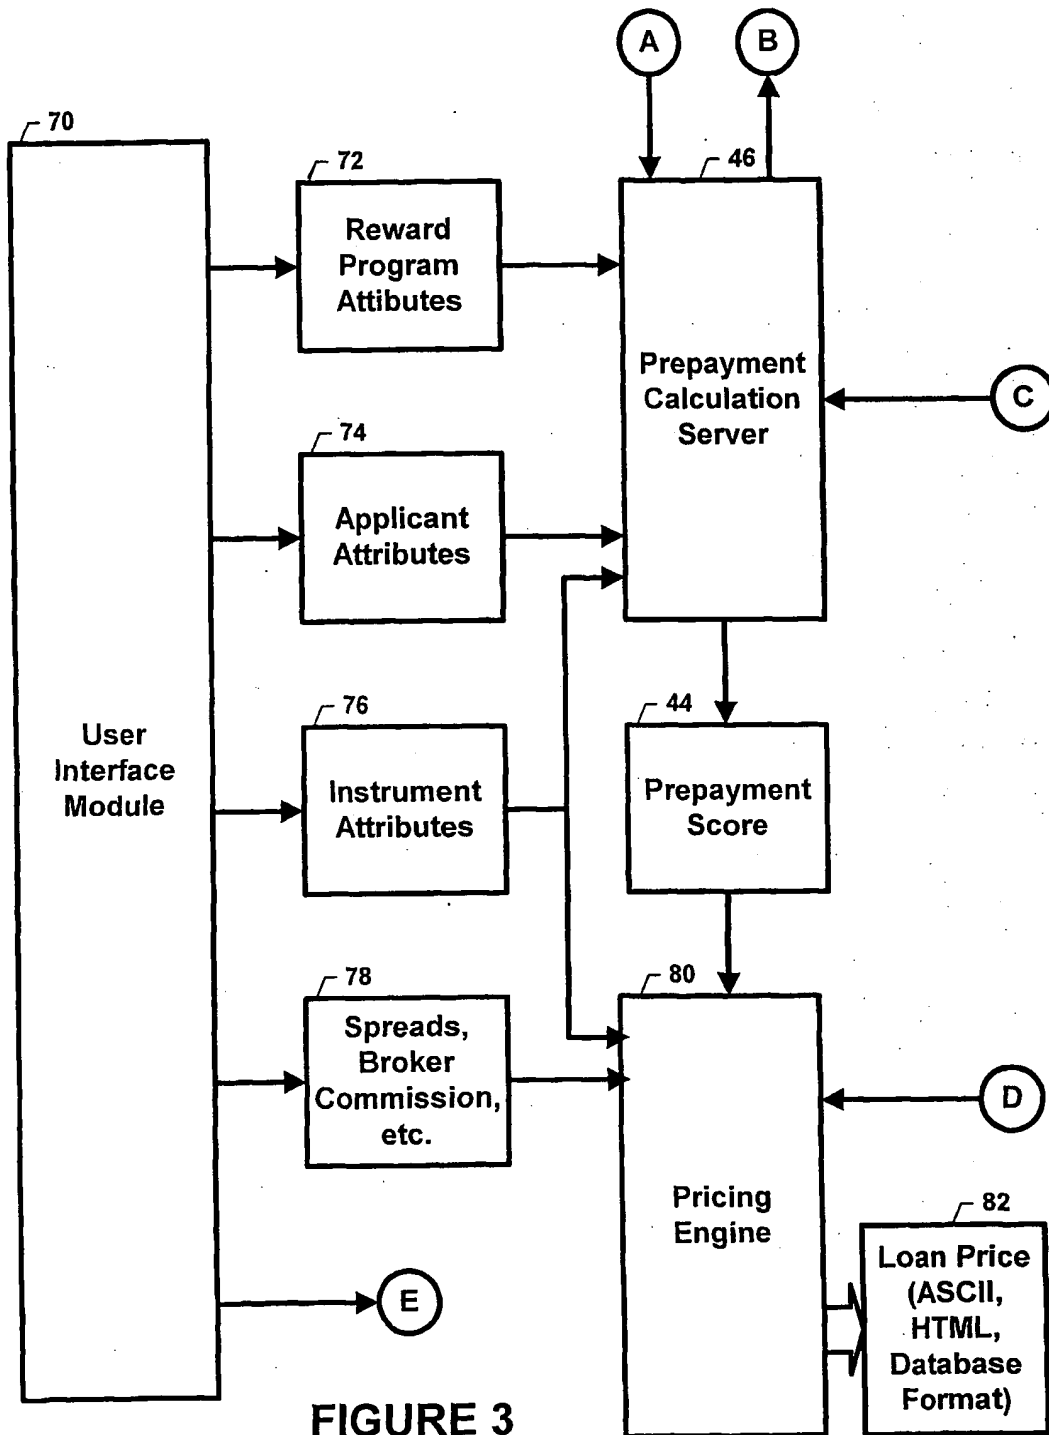 A
B
70
72
46
Reward
Program
Attibutes
Prepayment
Calculation
Server
C
74
Applicant
Attributes
76
44
User
Interface
Module
Instrument
Attributes
Prepayment
Score
78
80
Spreads,
Broker
Commission,
etc.
D
Pricing
Engine
82
Loan Price
(ASCII,
HTML,
Database
Format)
E
FIGURE 3